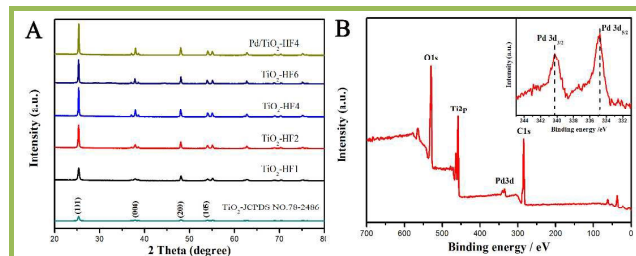 A
Intensity (a.u.)
Pd/TiO2-HF4
TiO2-HF6
TiO2-HF4
TiO2-HF2
TiO2-HF1
TiO2-JCPDS NO.78-2486
(101)
(004)
(200)
(105)
20 30 40 50 60 70 80
2 Theta (degree)
B
Intensity (a.u.)
O1s
Ti2p
Pd3d
C1s
700 600 500 400 300 200 100 0
Binding energy / eV
Pd 3d3/2
Pd 3d5/2
Intensity (a.u.)
344 342 340 338 336 334 332
Binding energy /eV